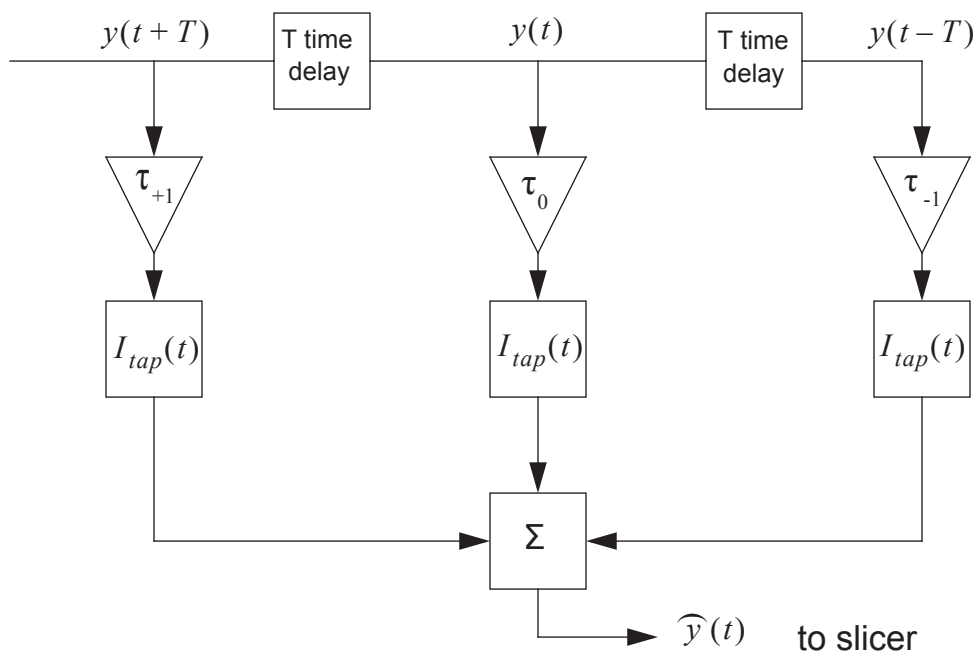 y(t + T)
T time
delay
y(t)
T time
delay
y(t – T)
τ+1
τ0
τ-1
Itap(t)
Itap(t)
Itap(t)
Σ
ŷ(t) to slicer